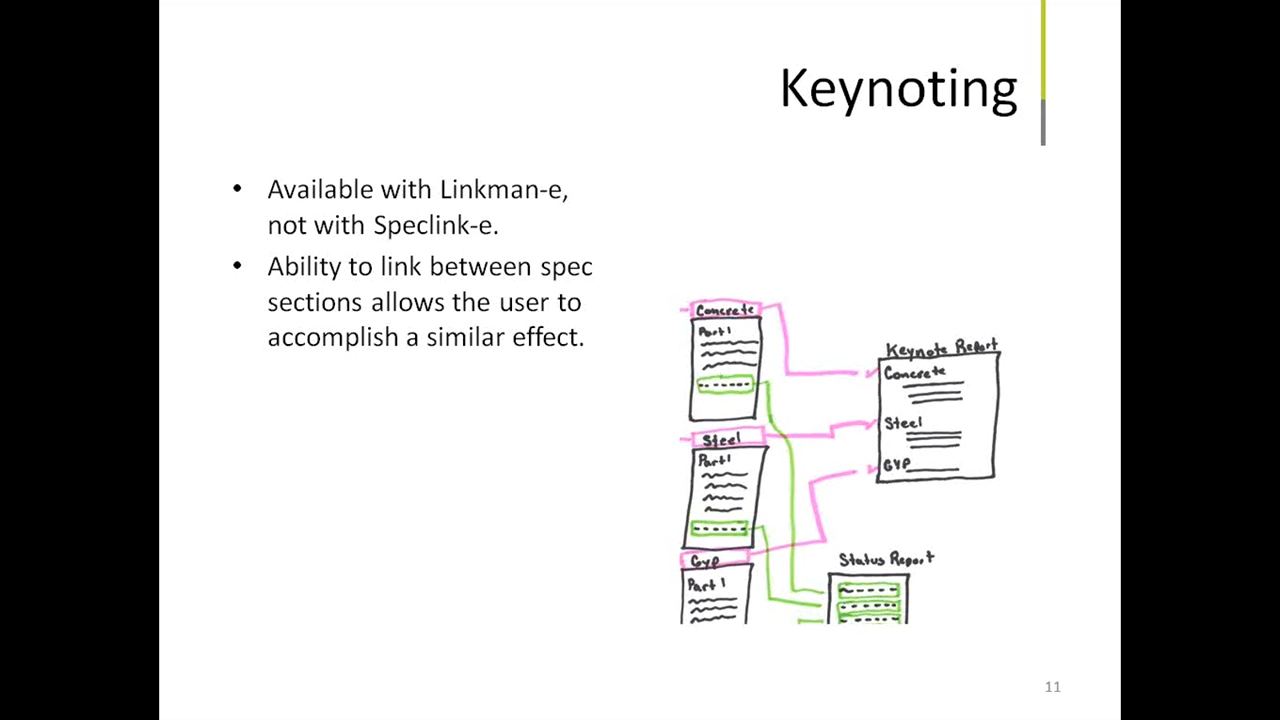 Keynoting
• Available with Linkman-e,
not with Speclink-e.
• Ability to link between spec
sections allows the user to
accomplish a similar effect.
Concrete
Part 1
Steel
Part 1
Gyp
Part 1
Keynote Report
Concrete
Steel
GYP
Status Report
11